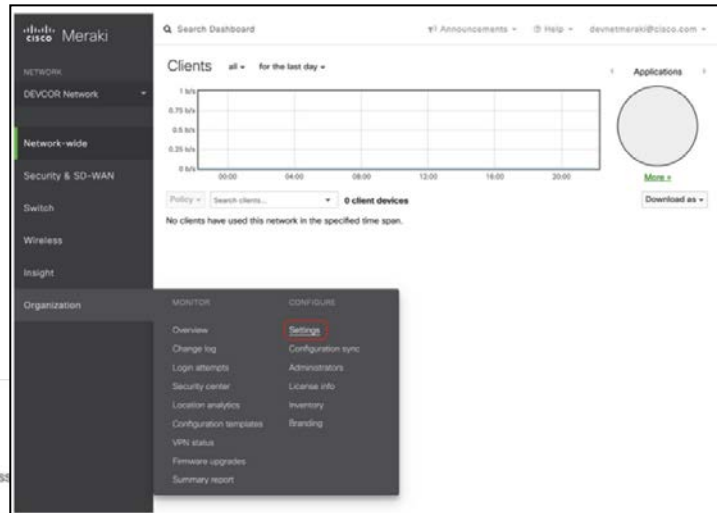 CISCO Meraki
Search Dashboard
Announcements
Help
devnetmeraki@cisco.com
NETWORK
DEVCOR Network
Network-wide
Security & SD-WAN
Switch
Wireless
Insight
Organization
Clients all for the last day
Applications
1 b/s
0.75 b/s
0.5 b/s
0.25 b/s
0 b/s
00:00 04:00 08:00 12:00 16:00 20:00
More »
Policy Search clients... 0 client devices
Download as
No clients have used this network in the specified time span.
MONITOR
Overview
Change log
Login attempts
Security center
Location analytics
Configuration templates
VPN status
Firmware upgrades
Summary report
CONFIGURE
Settings
Configuration sync
Administrators
License info
Inventory
Branding